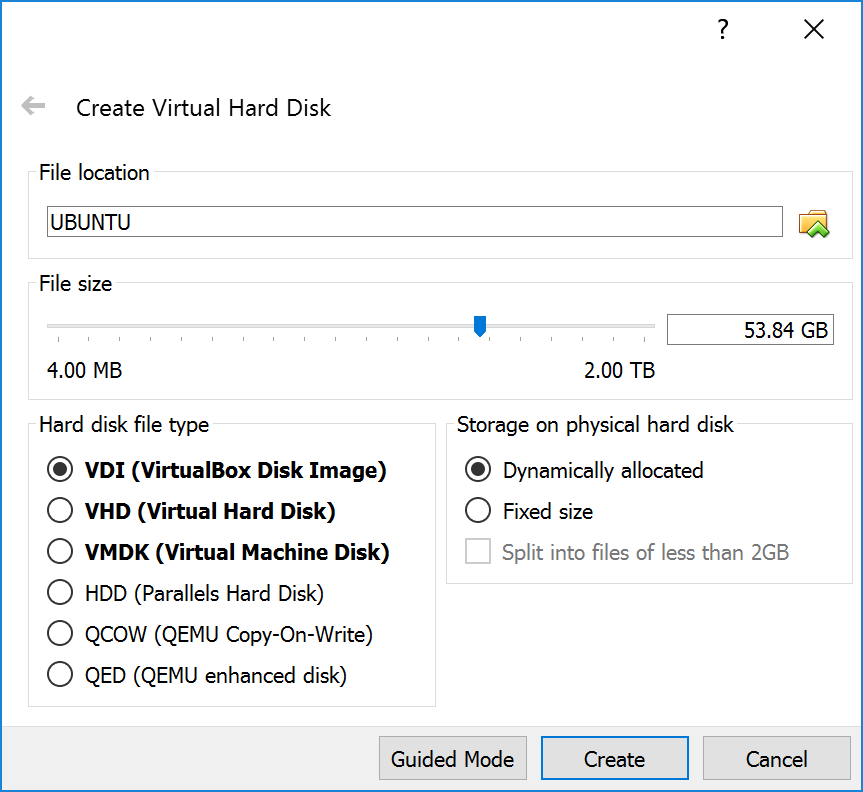 ?
Create Virtual Hard Disk
File location
UBUNTU
File size
53.84 GB
4.00 MB 2.00 TB
Hard disk file type
VDI (VirtualBox Disk Image)
VHD (Virtual Hard Disk)
VMDK (Virtual Machine Disk)
HDD (Parallels Hard Disk)
QCOW (QEMU Copy-On-Write)
QED (QEMU enhanced disk)
Storage on physical hard disk
Dynamically allocated
Fixed size
Split into files of less than 2GB
Guided Mode Create Cancel